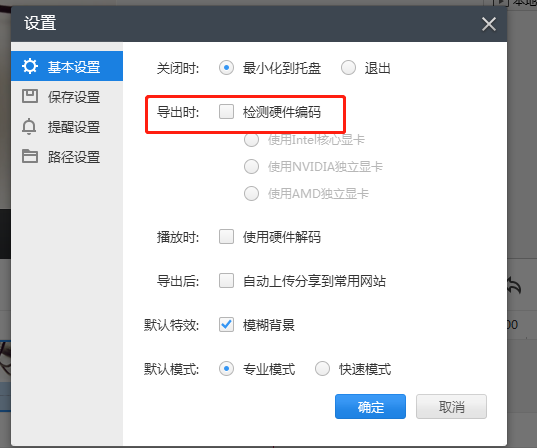 本地
设置
基本设置
保存设置
提醒设置
路径设置
关闭时: 最小化到托盘 退出
导出时: 检测硬件编码
使用Intel核心显卡
使用NVIDIA独立显卡
使用AMD独立显卡
播放时: 使用硬件解码
导出后: 自动上传分享到常用网站
默认特效: 模糊背景
默认模式: 专业模式 快速模式
确定 取消